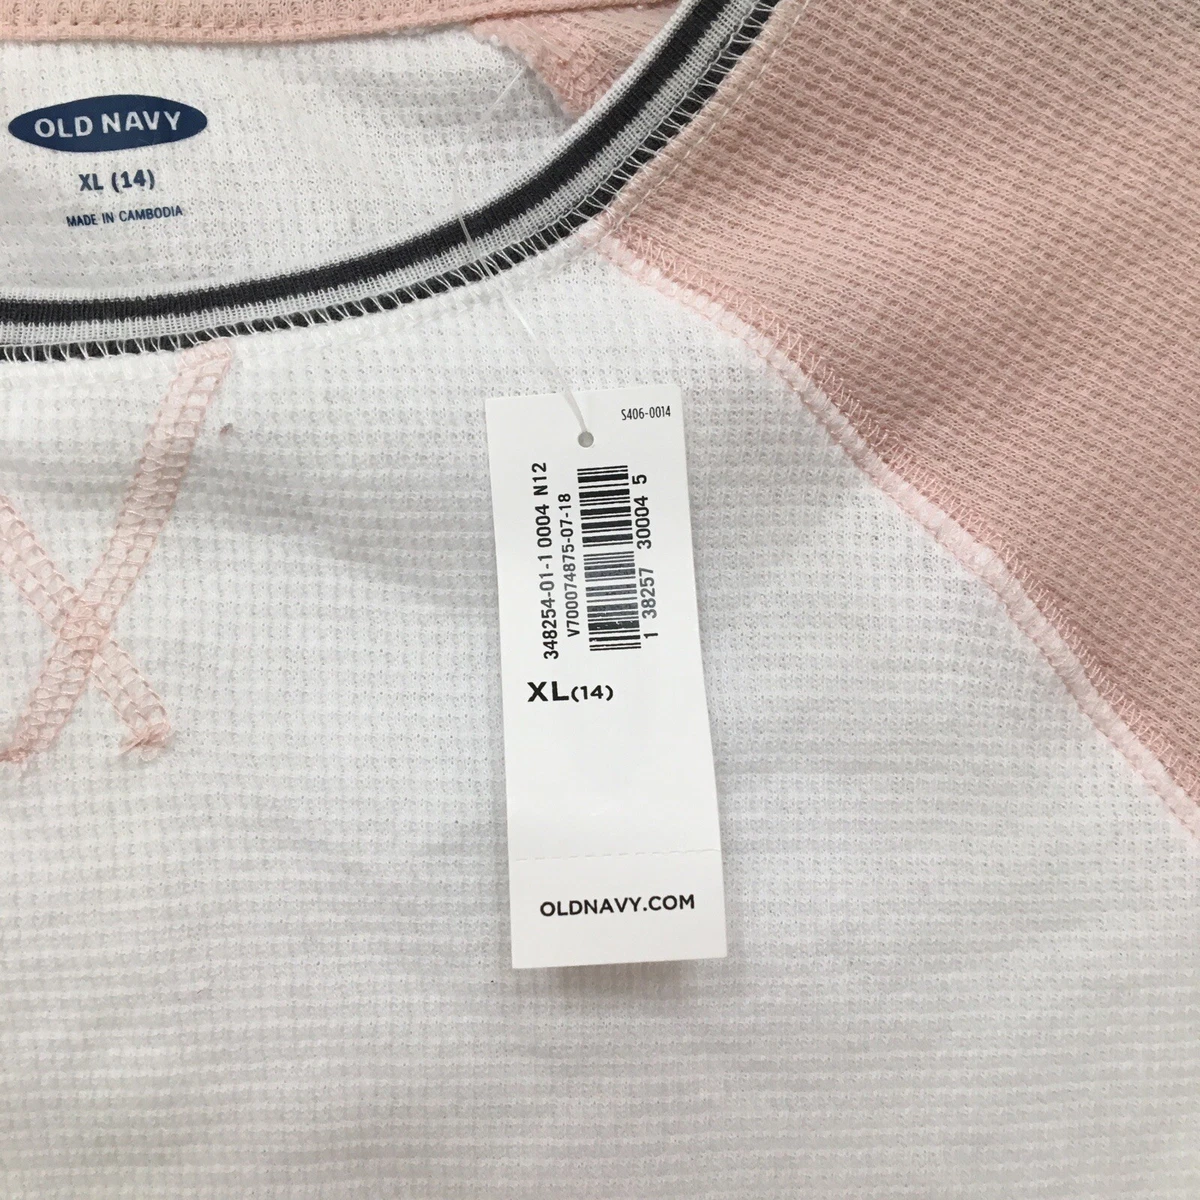 OLD NAVY
XL (14)
MADE IN CAMBODIA
S406-0014
348254-01-1 0004 N12
V700074875-07-18
1 38257 30004 5
XL(14)
OLDNAVY.COM